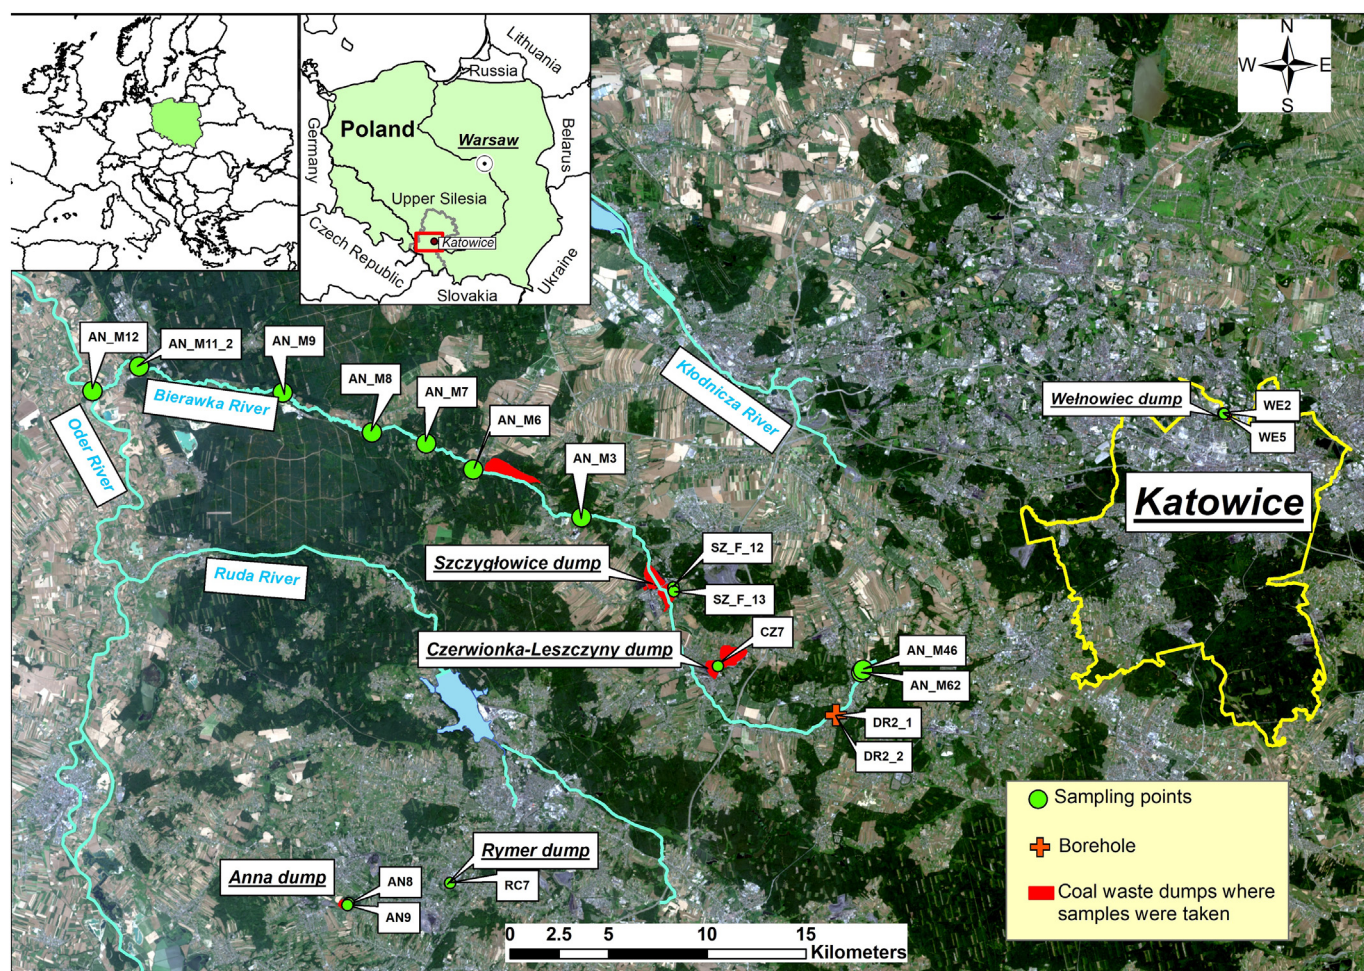 Lithuania
Russia
Poland
Germany
Warsaw
Belarus
Upper Silesia
Katowice
Czech Republic
Slovakia
Ukraine
N
W E
S
AN_M12
AN_M11_2
AN_M9
AN_M8
AN_M7
AN_M6
AN_M3
Bierawka River
Oder River
Kłodnicza River
Ruda River
Wełnowiec dump
WE2
WE5
Katowice
Szczygłowice dump
SZ_F_12
SZ_F_13
Czerwionka-Leszczyny dump
CZ7
AN_M46
AN_M62
DR2_1
DR2_2
Rymer dump
RC7
Anna dump
AN8
AN9
Sampling points
Borehole
Coal waste dumps where
samples were taken
0 2.5 5 10 15
Kilometers